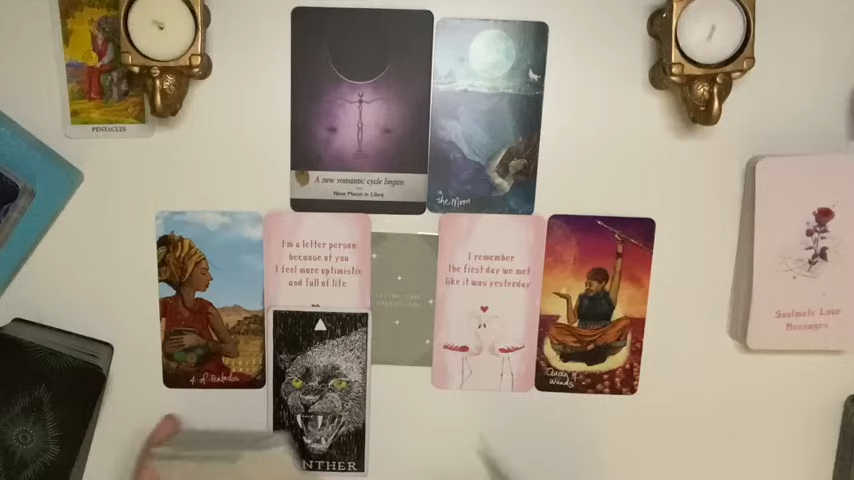 PENTACLES
A new romantic cycle begins
New Moon in Libra
the Moon
I'm a letter person
because of you
I feel more optimistic
and full of life
I remember
the first day we met
like it was yesterday
4 of Pentacles
of
Wands
Soulmate Love
Messages
NTHER